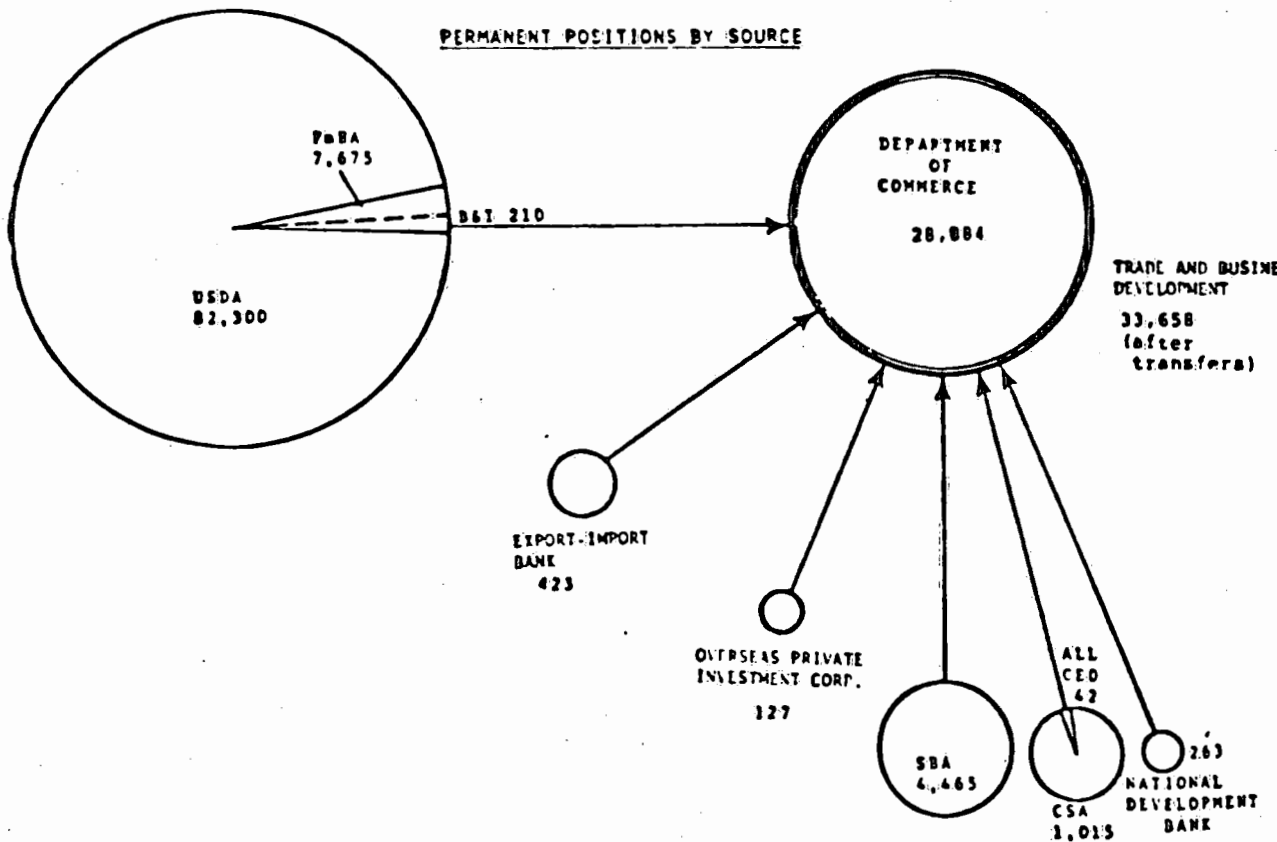 PERMANENT POSITIONS BY SOURCE
FmHA
7,675
B&I 210
USDA
82,300
DEPARTMENT
OF
COMMERCE
28,884
TRADE AND BUSINE
DEVELOPMENT
33,658
(after
transfers)
EXPORT-IMPORT
BANK
423
OVERSEAS PRIVATE
INVESTMENT CORP.
127
SBA
4,465
ALL
CED
42
CSA
1,015
263
NATIONAL
DEVELOPMENT
BANK